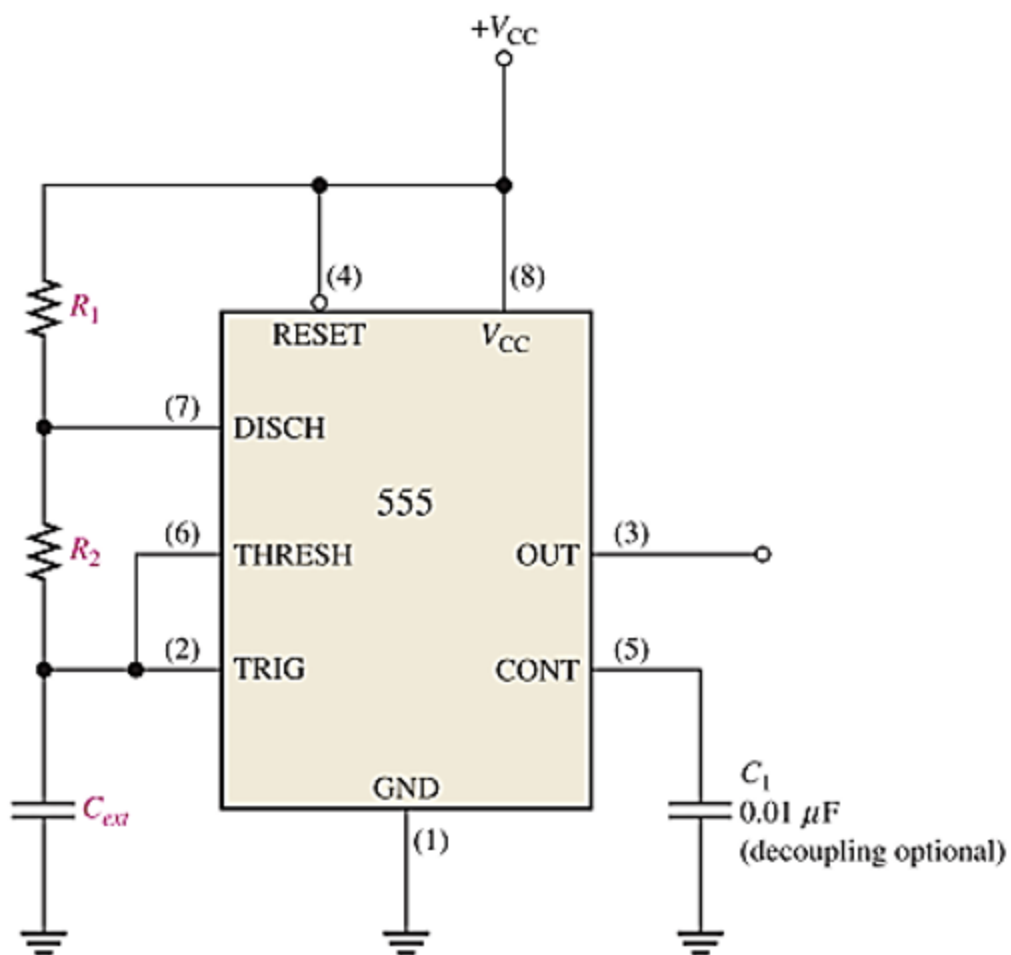 +VCC
(4)
(8)
R1
RESET
VCC
(7)
DISCH
555
(6)
THRESH
OUT
(3)
R2
(2)
TRIG
CONT
(5)
GND
Cext
C1
0.01 μF
(decoupling optional)
(1)